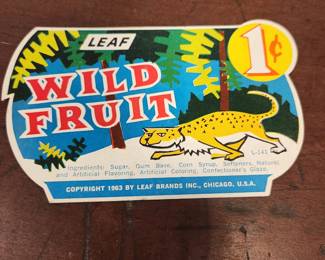 LEAF
1¢
WILD
FRUIT
L-141
Ingredients: Sugar, Gum Base, Corn Syrup, Softeners, Natural
and Artificial Flavoring, Artificial Coloring, Confectioner's Glaze.
COPYRIGHT 1963 BY LEAF BRANDS INC., CHICAGO, U.S.A.